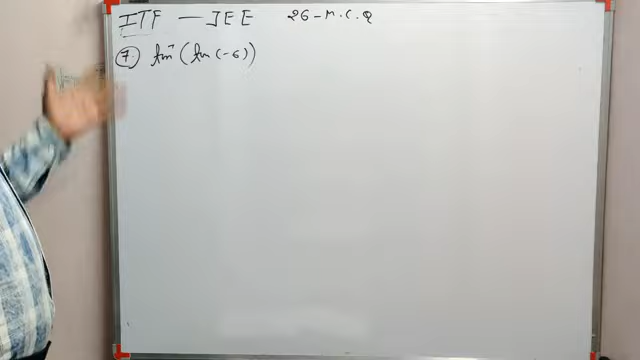 ITF — JEE 26-M.C.Q
7. tan⁻¹ (tan (-6))